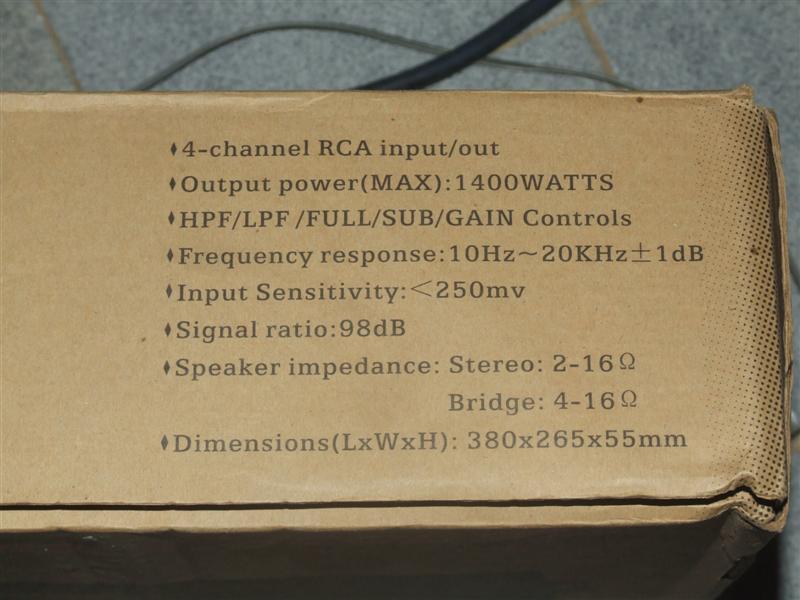 ♦4-channel RCA input/out
♦Output power(MAX):1400WATTS
♦HPF/LPF /FULL/SUB/GAIN Controls
♦Frequency response:10Hz~20KHz±1dB
♦Input Sensitivity:<250mv
♦Signal ratio:98dB
♦Speaker impedance: Stereo: 2-16Ω
Bridge: 4-16Ω
♦Dimensions(LxWxH): 380x265x55mm